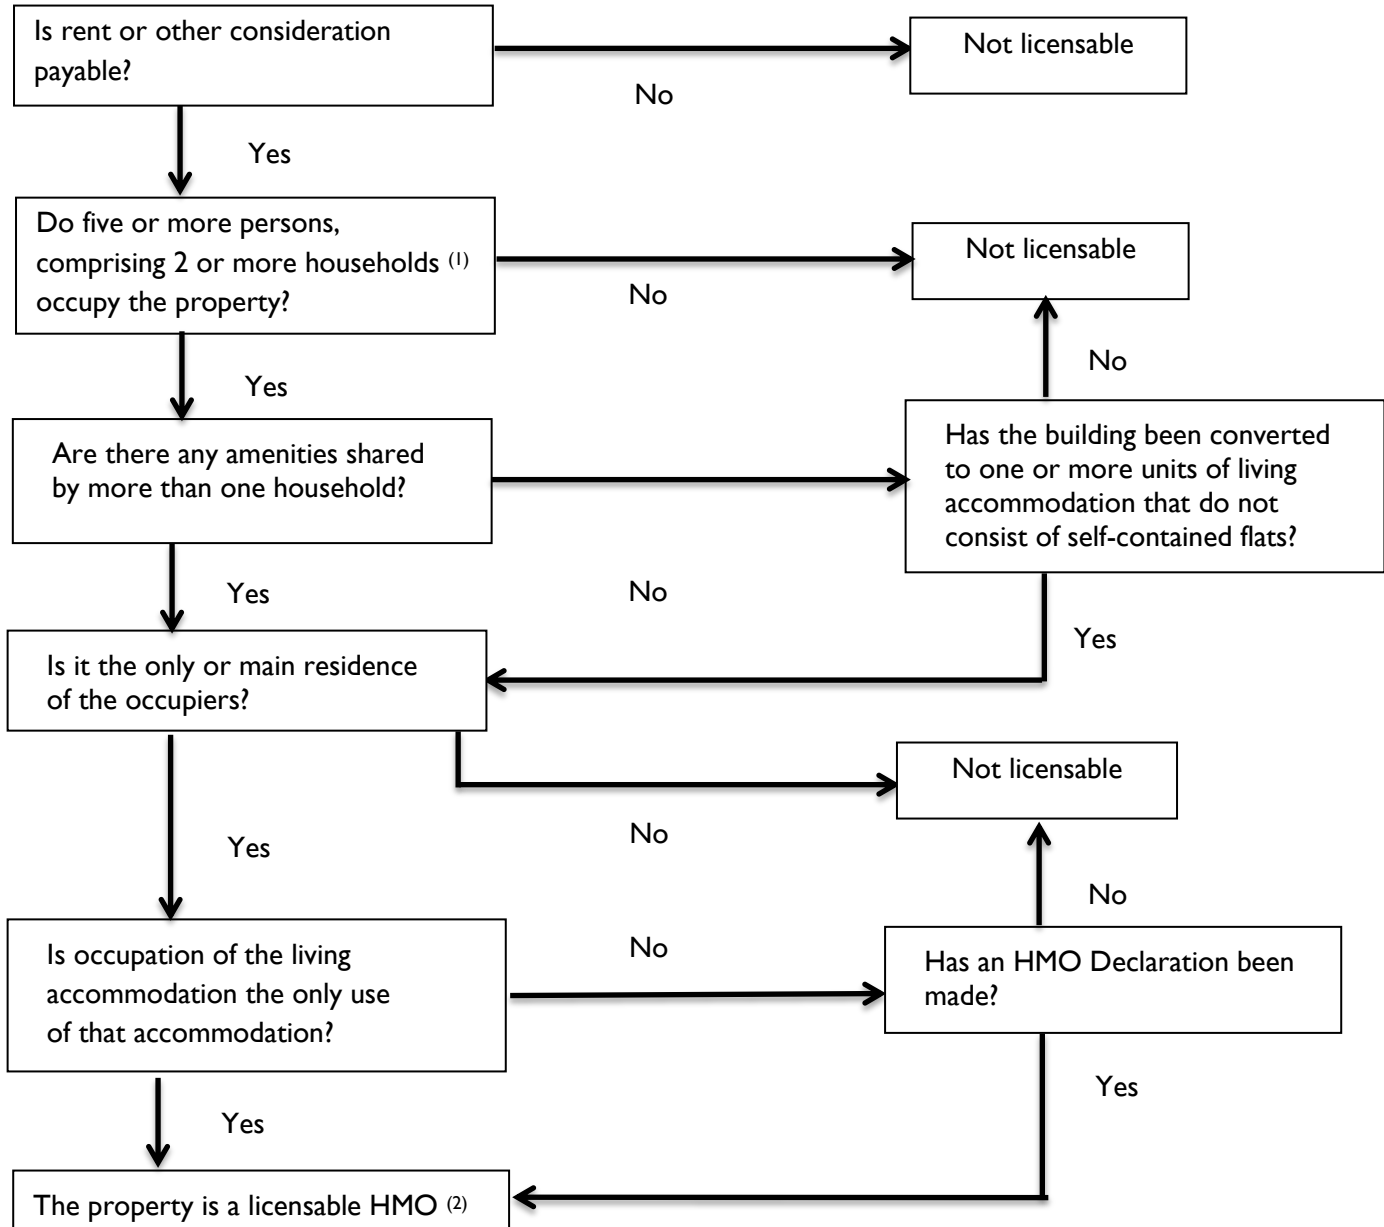 Is rent or other consideration
payable?
Not licensable
No
Yes
Do five or more persons,
comprising 2 or more households (1)
occupy the property?
Not licensable
No
No
Yes
Are there any amenities shared
by more than one household?
Has the building been converted
to one or more units of living
accommodation that do not
consist of self-contained flats?
Yes
No
Yes
Is it the only or main residence
of the occupiers?
Not licensable
No
Yes
No
Is occupation of the living
accommodation the only use
of that accommodation?
No
Has an HMO Declaration been
made?
Yes
Yes
The property is a licensable HMO (2)